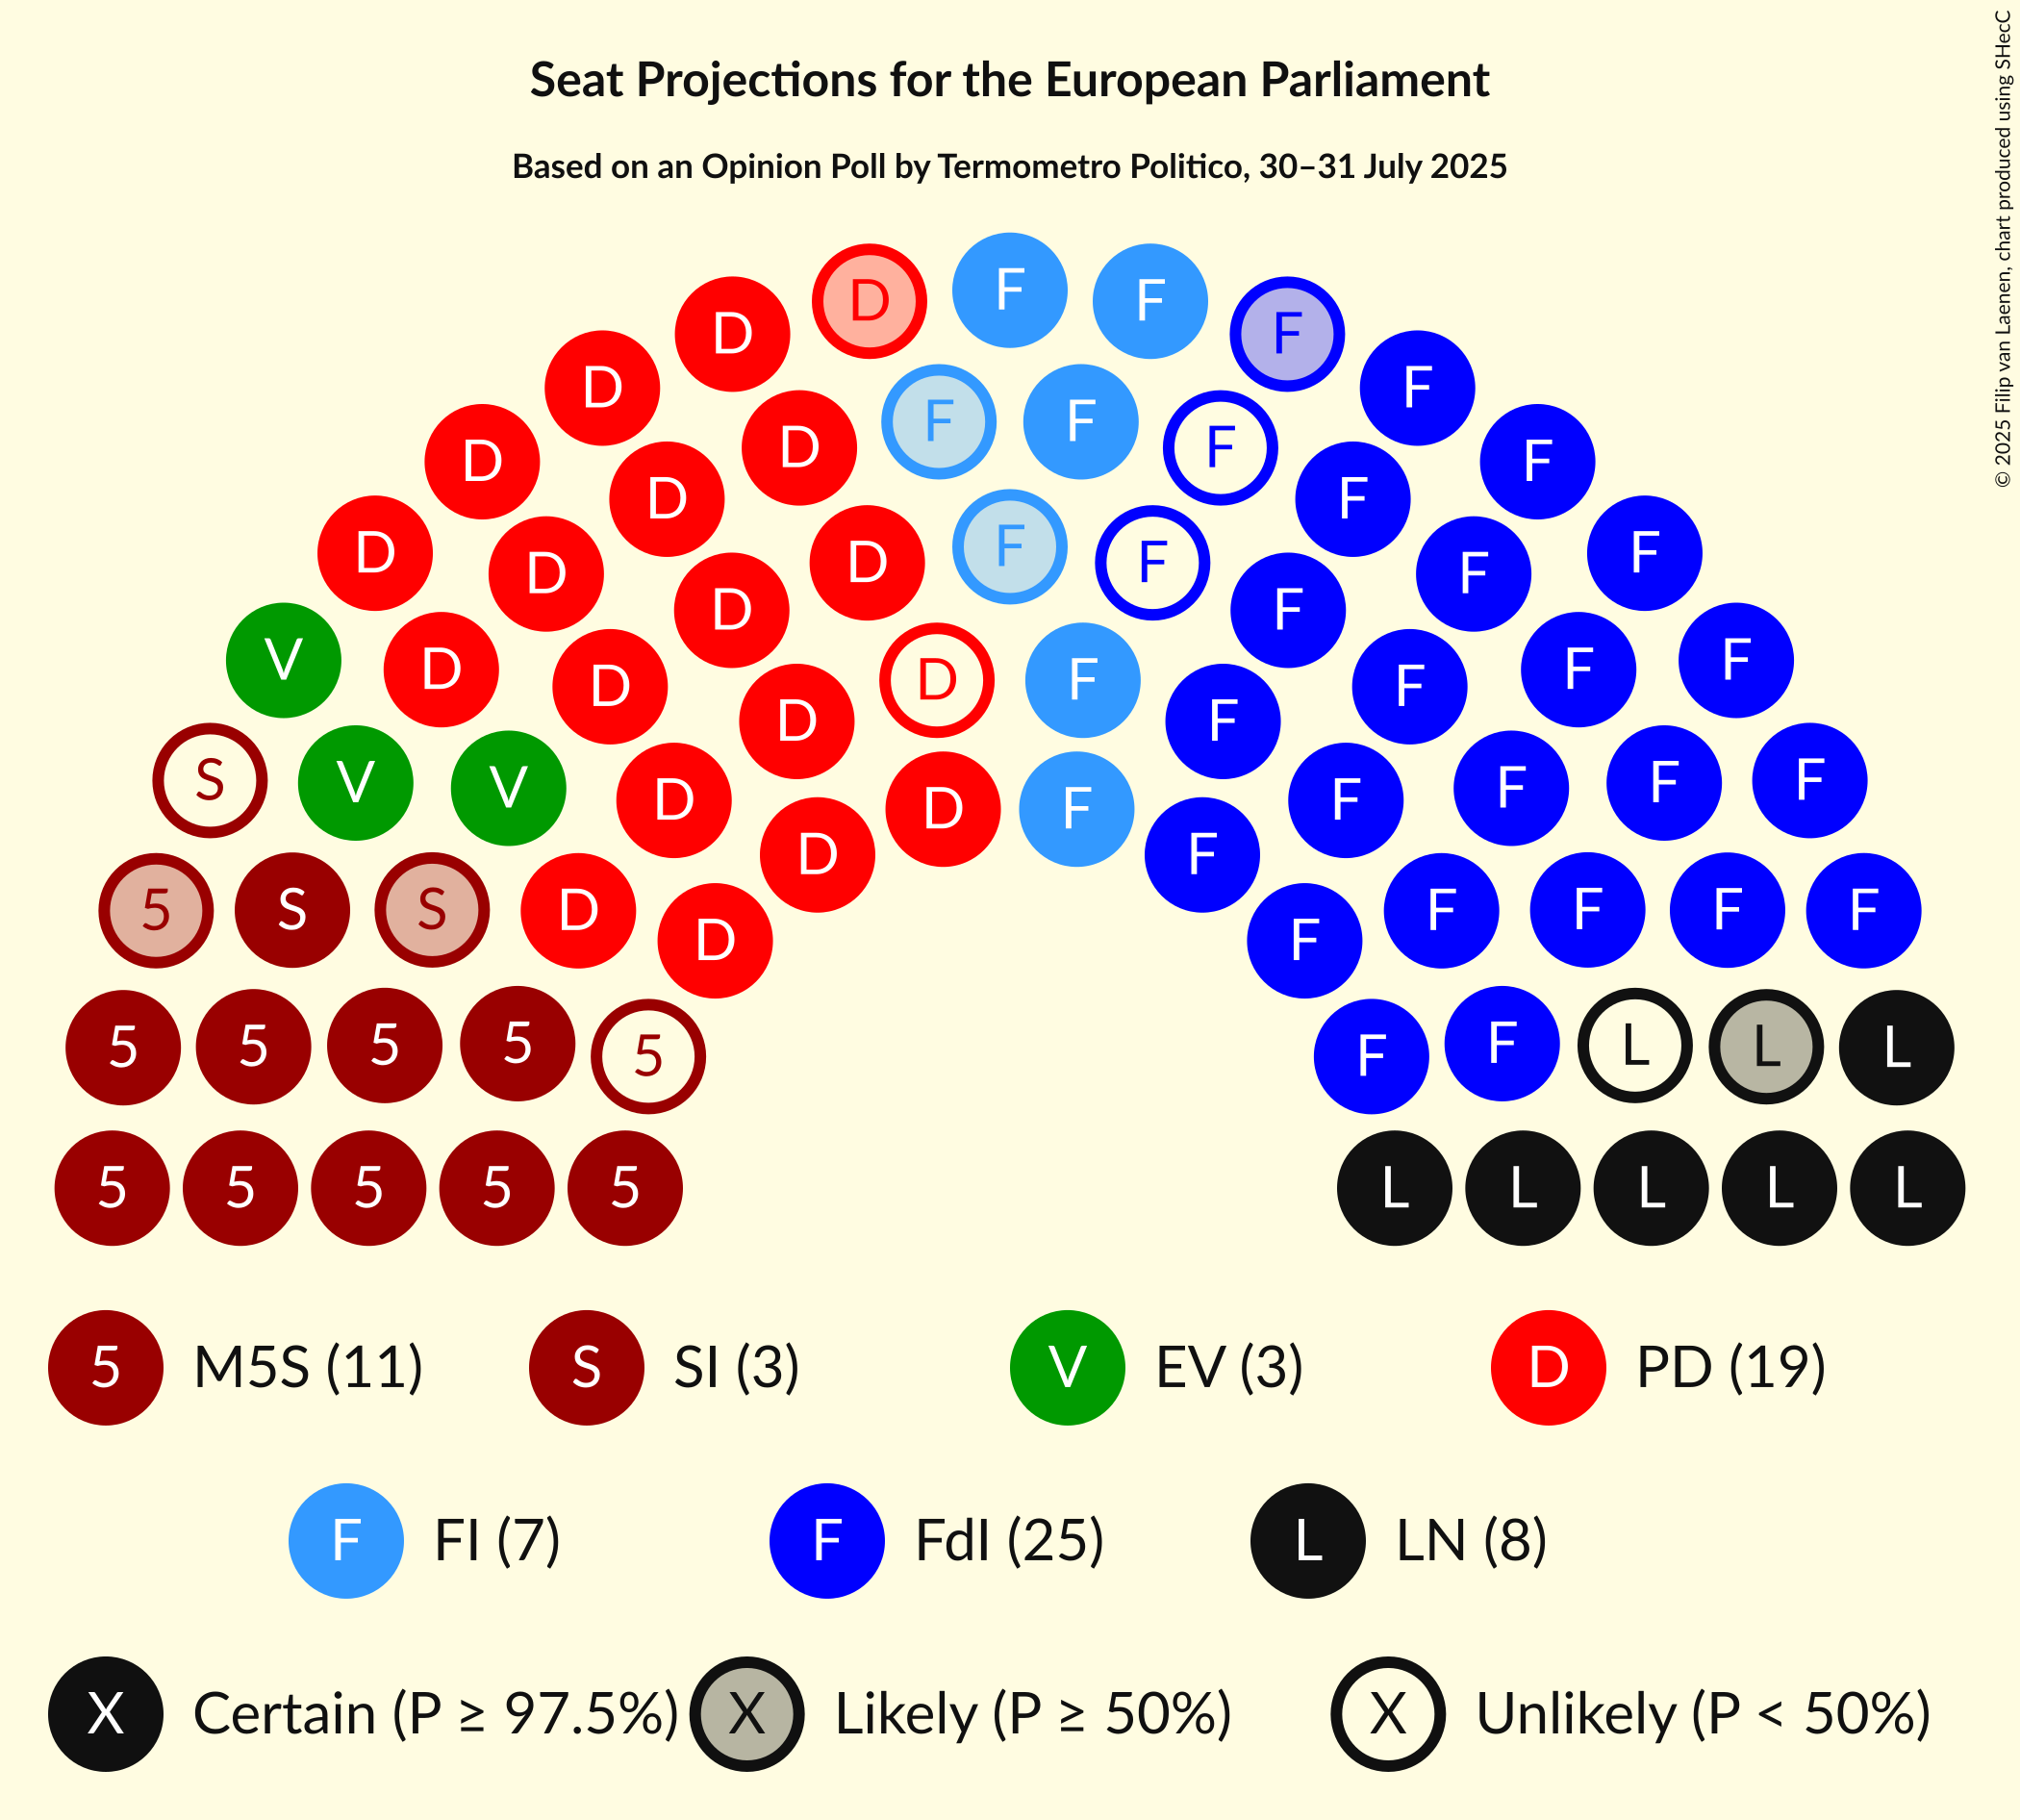 Seat Projections for the European Parliament
Based on an Opinion Poll by Termometro Politico, 30–31 July 2025
© 2025 Filip van Laenen, chart produced using SHecC
D F F F
D F F F
D D F F F
D D F F F
D D F F F
D D F F F
V D D D F F F F F
S V V D D D F F F F F F
5 S S D D F F F F F
5 5 5 5 5 F F L L L
5 5 5 5 5 L L L L L
5 M5S (11) S SI (3) V EV (3) D PD (19)
F FI (7) F FdI (25) L LN (8)
X Certain (P ≥ 97.5%) X Likely (P ≥ 50%) X Unlikely (P < 50%)